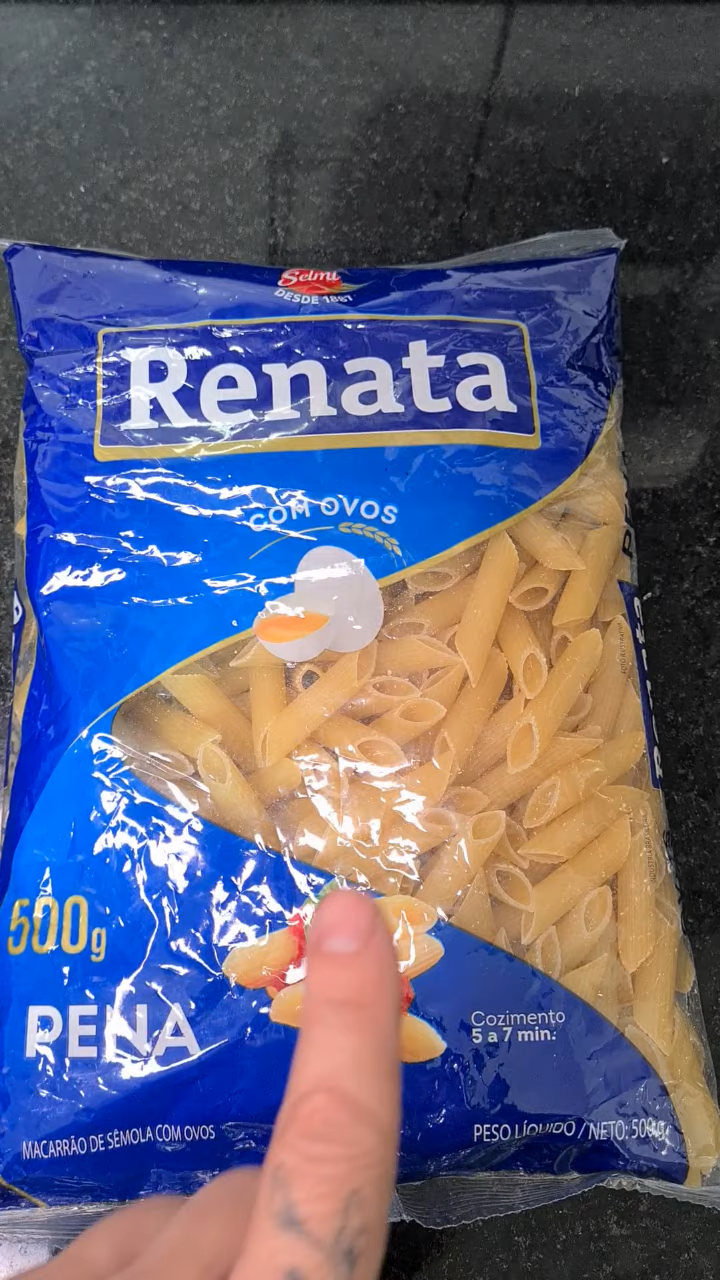 Selmi
DESDE 1887
Renata
COM OVOS
500g
PENA
Cozimento
5 a 7 min.
MACARRÃO DE SÊMOLA COM OVOS
PESO LÍQUIDO / NETO: 500g